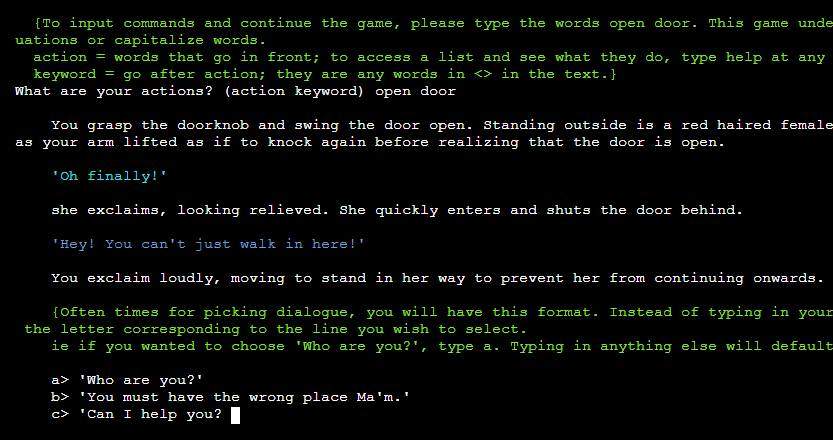 {To input commands and continue the game, please type the words open door. This game unde
uations or capitalize words.
action = words that go in front; to access a list and see what they do, type help at any
keyword = go after action; they are any words in <> in the text.}
What are your actions? (action keyword) open door
You grasp the doorknob and swing the door open. Standing outside is a red haired female
as your arm lifted as if to knock again before realizing that the door is open.
'Oh finally!'
she exclaims, looking relieved. She quickly enters and shuts the door behind.
'Hey! You can't just walk in here!'
You exclaim loudly, moving to stand in her way to prevent her from continuing onwards.
{Often times for picking dialogue, you will have this format. Instead of typing in your
the letter corresponding to the line you wish to select.
ie if you wanted to choose 'Who are you?', type a. Typing in anything else will default
a> 'Who are you?'
b> 'You must have the wrong place Ma'm.'
c> 'Can I help you?